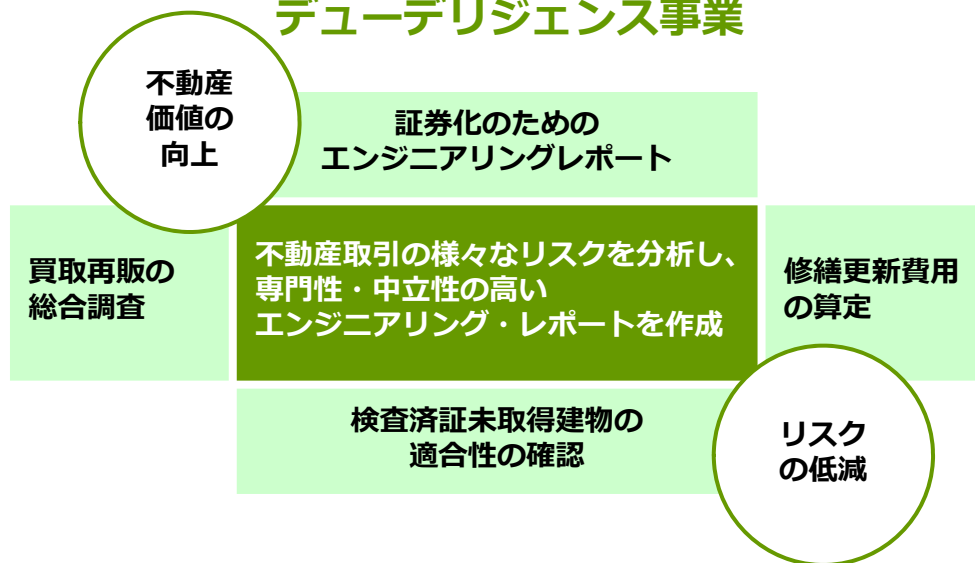 デューデリジェンス事業
不動産
価値の
向上
証券化のための
エンジニアリングレポート
買取再販の
総合調査
不動産取引の様々なリスクを分析し、
専門性・中立性の高い
エンジニアリング・レポートを作成
修繕更新費用
の算定
検査済証未取得建物の
適合性の確認
リスク
の低減